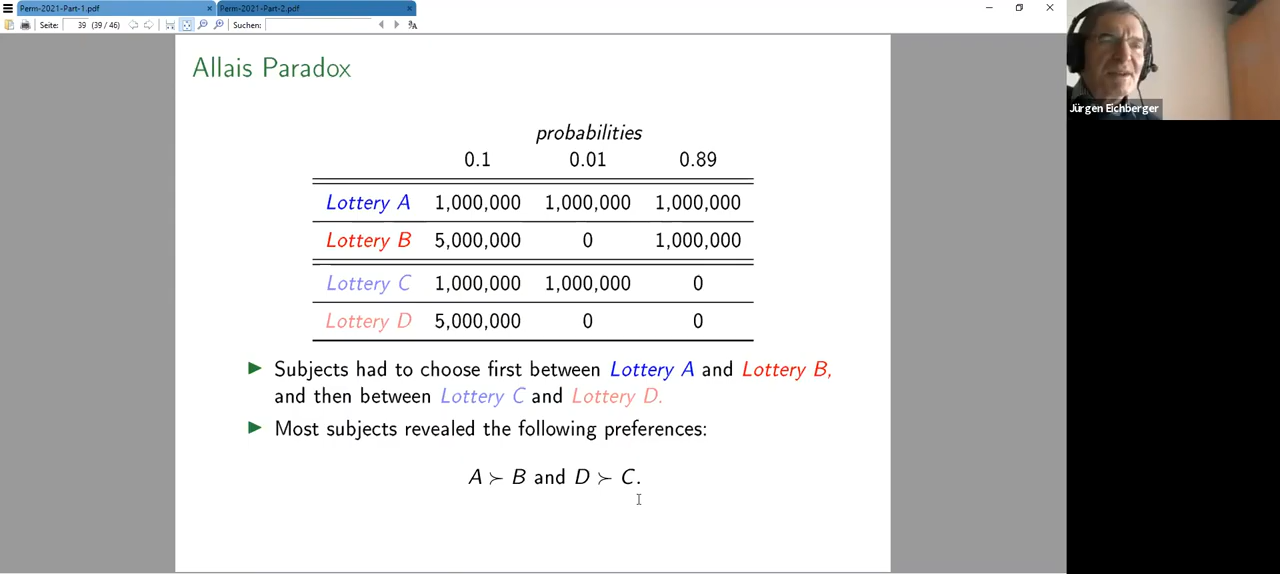 Perm-2021-Part-1.pdf × Perm-2021-Part-2.pdf ×
Seite: 39 (39 / 46) Suchen:
Jürgen Eichberger
Allais Paradox
probabilities
0.1 0.01 0.89
Lottery A 1,000,000 1,000,000 1,000,000
Lottery B 5,000,000 0 1,000,000
Lottery C 1,000,000 1,000,000 0
Lottery D 5,000,000 0 0
▶ Subjects had to choose first between Lottery A and Lottery B,
and then between Lottery C and Lottery D.
▶ Most subjects revealed the following preferences:
A ≻ B and D ≻ C.